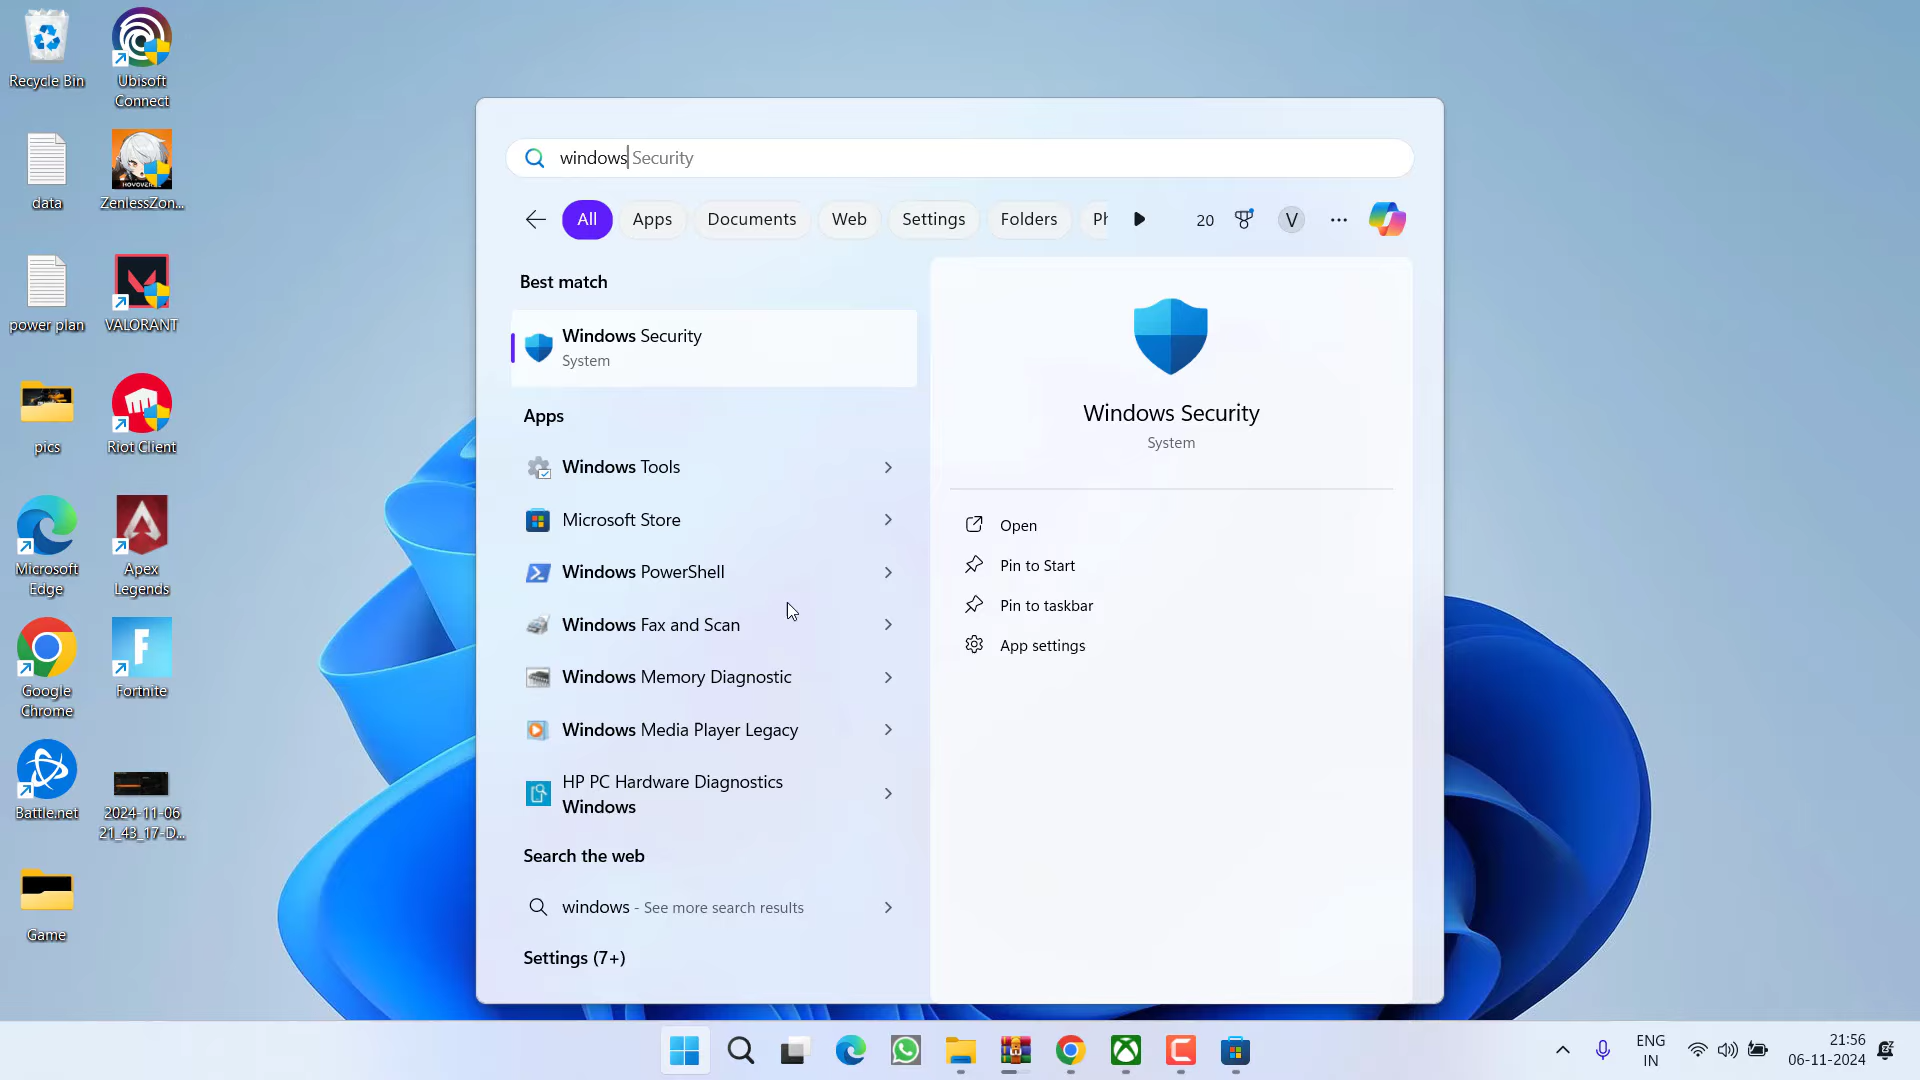 Recycle Bin
Ubisoft
Connect
data
ZenlessZon...
HOYOVERSE
power plan
VALORANT
pics
Riot Client
Microsoft
Edge
Apex
Legends
Google
Chrome
Fortnite
Battle.net
2024-11-06
21_43_17-D...
Game
windows Security
All
Apps
Documents
Web
Settings
Folders
Ph
20
V
Best match
Windows Security
System
Apps
Windows Tools
Microsoft Store
Windows PowerShell
Windows Fax and Scan
Windows Memory Diagnostic
Windows Media Player Legacy
HP PC Hardware Diagnostics
Windows
Search the web
windows - See more search results
Settings (7+)
Windows Security
System
Open
Pin to Start
Pin to taskbar
App settings
ENG
IN
21:56
06-11-2024